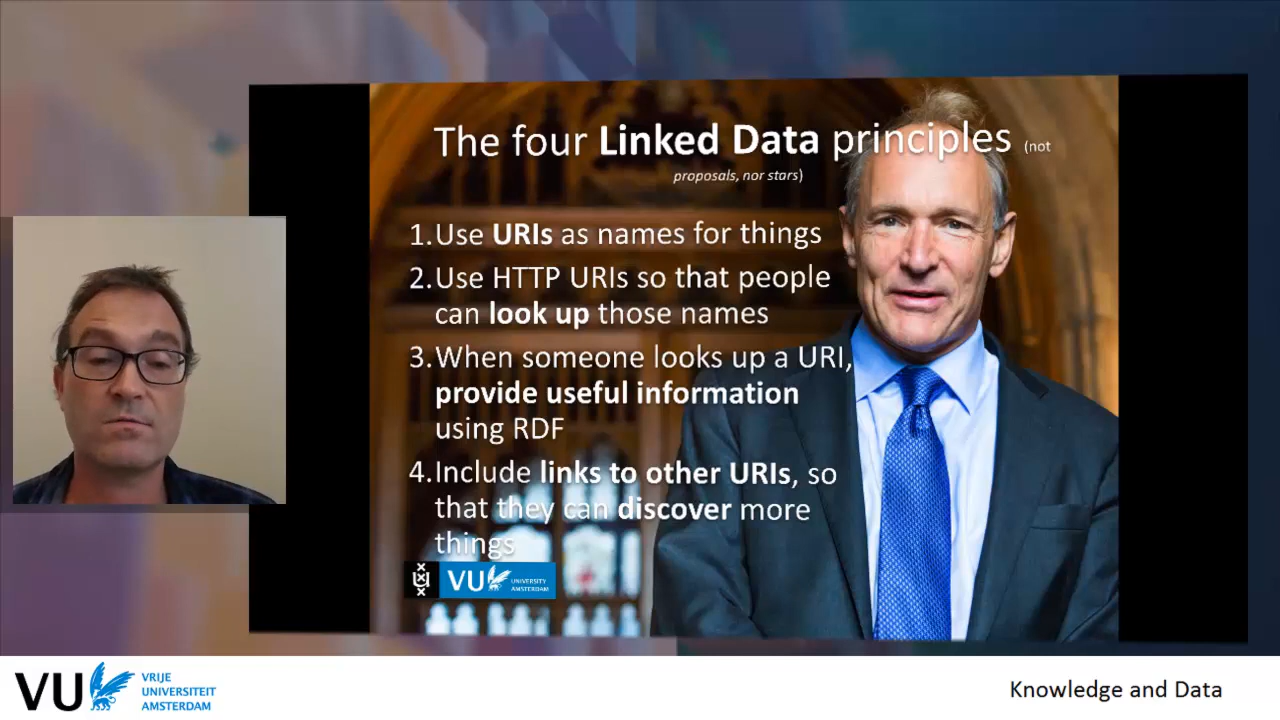 The four Linked Data principles (not
proposals, nor stars)
1.Use URIs as names for things
2.Use HTTP URIs so that people
can look up those names
3.When someone looks up a URI,
provide useful information
using RDF
4.Include links to other URIs, so
that they can discover more
things
VU UNIVERSITY
AMSTERDAM
VU VRIJE
UNIVERSITEIT
AMSTERDAM
Knowledge and Data